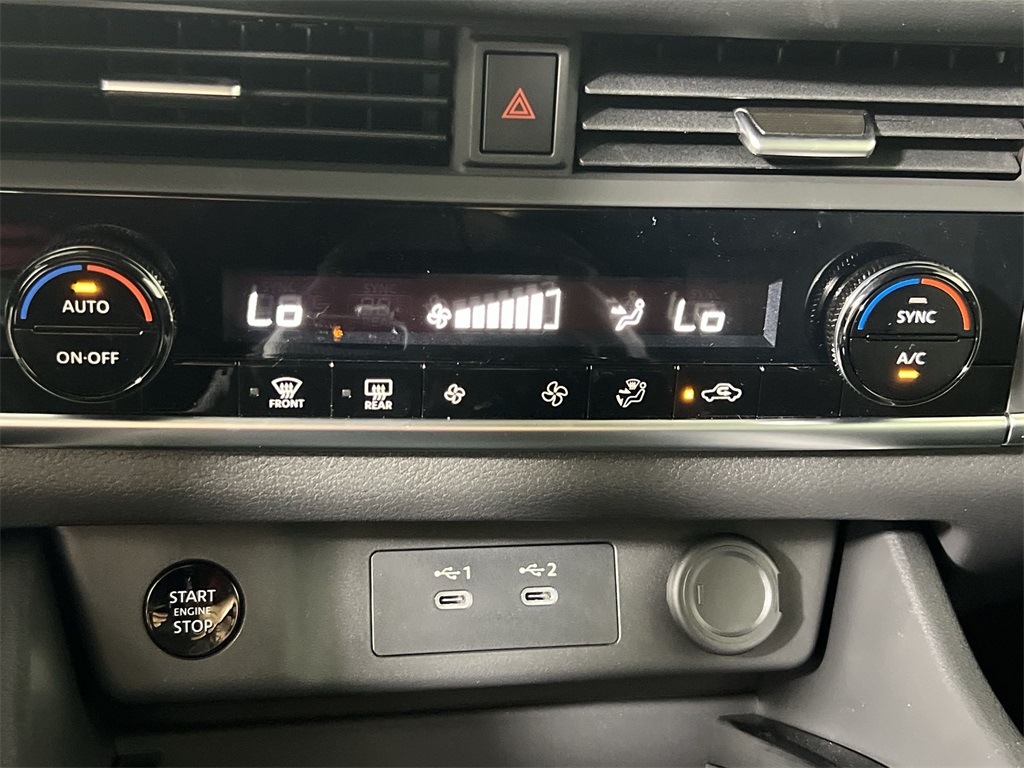 AUTO
ON·OFF
Lo
Lo
SYNC
A/C
FRONT
REAR
START
ENGINE
STOP
1
2